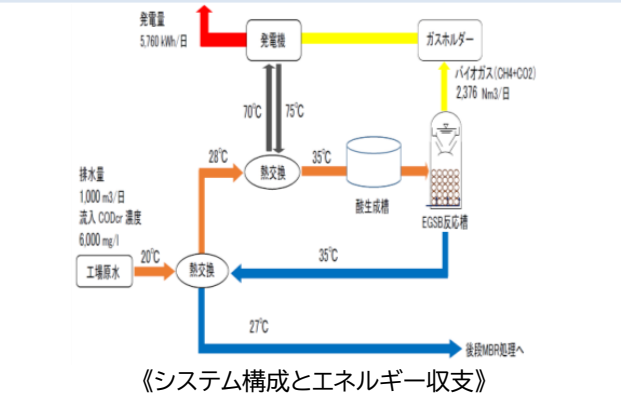 発電量
5,760 kWh/日
発電機
ガスホルダー
バイオガス(CH4+CO2)
2,376 Nm3/日
70℃
75℃
28℃
熱交換
35℃
酸生成槽
EGSB反応槽
排水量
1,000 m3/日
流入 CODcr 濃度
6,000 mg/l
工場原水
20℃
熱交換
35℃
27℃
後段MBR処理へ
《システム構成とエネルギー収支》